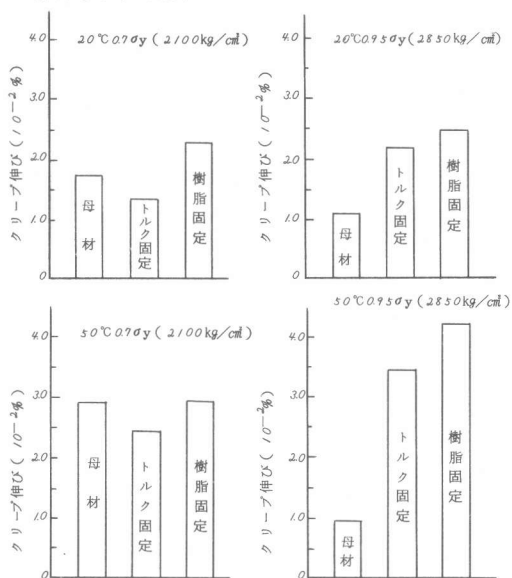 20℃0.7σy(2100kg/c㎡)
クリープ伸び(10⁻²%)
4.0
3.0
2.0
1.0
0
母材
トルク固定
樹脂固定
20℃0.95σy(2850kg/c㎡)
クリープ伸び(10⁻²%)
4.0
3.0
2.0
1.0
0
母材
トルク固定
樹脂固定
50℃0.7σy(2100kg/c㎡)
クリープ伸び(10⁻²%)
4.0
3.0
2.0
1.0
0
母材
トルク固定
樹脂固定
50℃0.95σy(2850kg/c㎡)
クリープ伸び(10⁻²%)
4.0
3.0
2.0
1.0
0
母材
トルク固定
樹脂固定